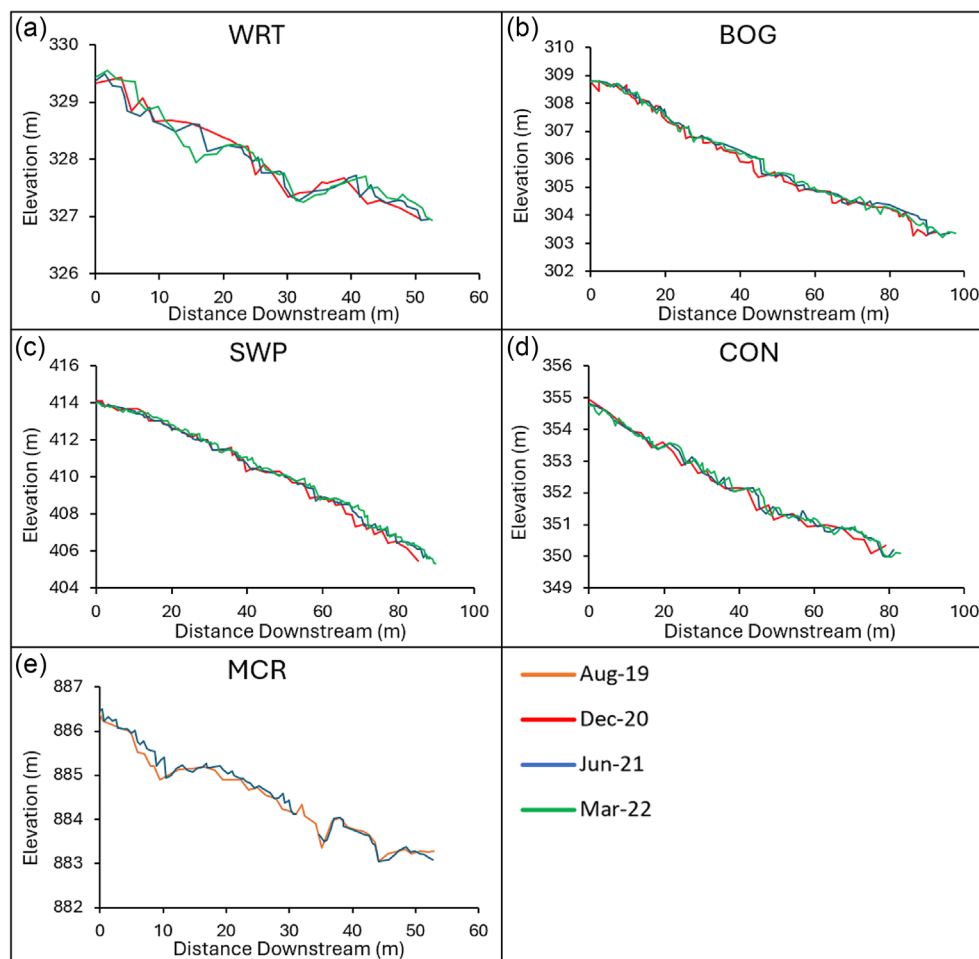 (a) WRT
330
329
328
327
326
Elevation (m)
0 10 20 30 40 50 60
Distance Downstream (m)
(b) BOG
310
309
308
307
306
305
304
303
302
Elevation (m)
0 20 40 60 80 100
Distance Downstream (m)
(c) SWP
416
414
412
410
408
406
404
Elevation (m)
0 20 40 60 80 100
Distance Downstream (m)
(d) CON
356
355
354
353
352
351
350
349
Elevation (m)
0 20 40 60 80 100
Distance Downstream (m)
(e) MCR
887
886
885
884
883
882
Elevation (m)
0 10 20 30 40 50 60
Distance Downstream (m)
Aug-19
Dec-20
Jun-21
Mar-22